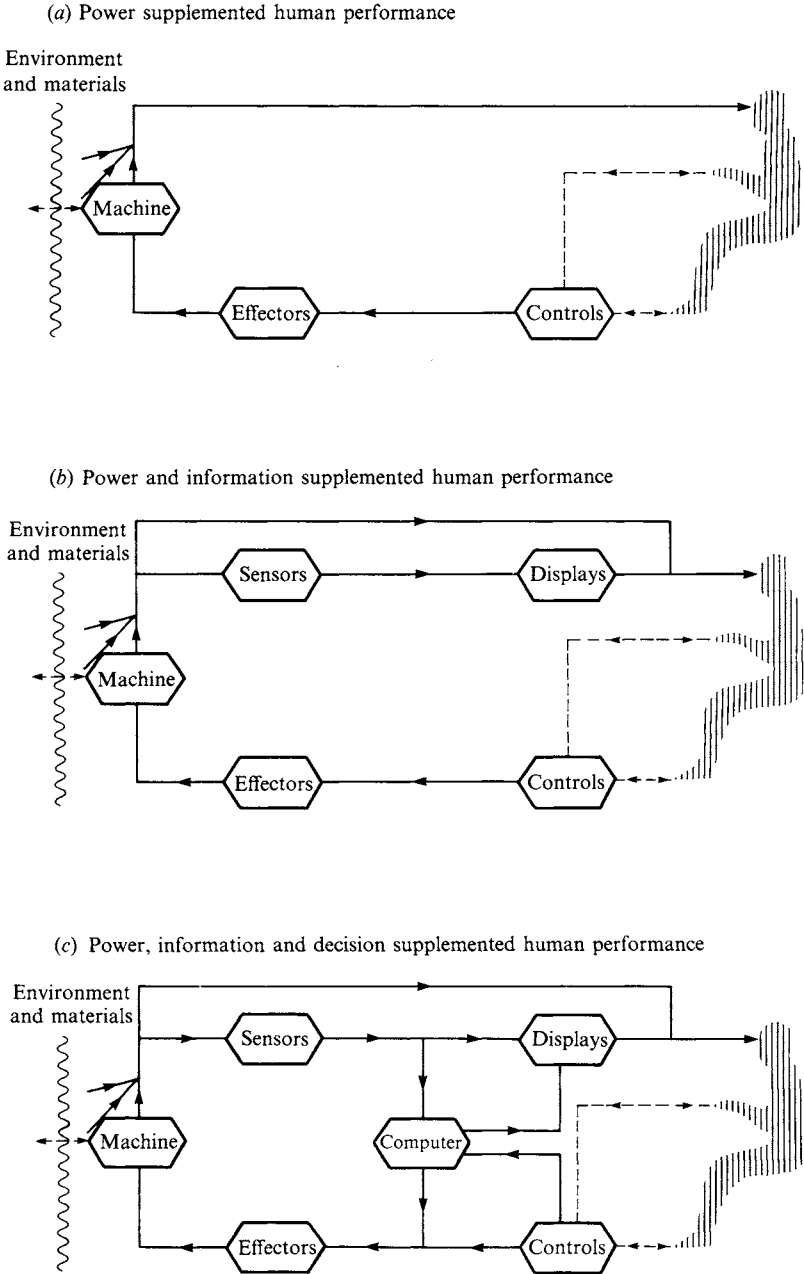 (a) Power supplemented human performance
Environment
and materials
Machine
Effectors
Controls
(b) Power and information supplemented human performance
Environment
and materials
Sensors
Displays
Machine
Effectors
Controls
(c) Power, information and decision supplemented human performance
Environment
and materials
Sensors
Displays
Machine
Computer
Effectors
Controls